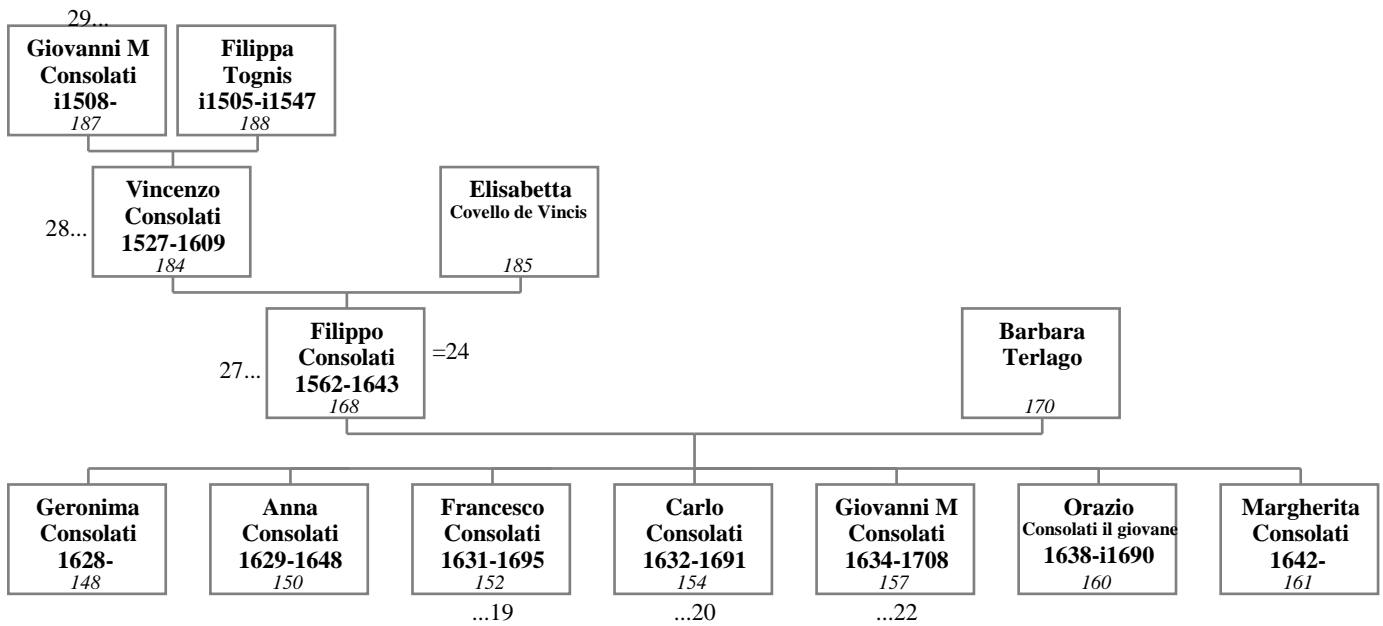 29...
Giovanni M
Consolati
i1508-
187
Filippa
Tognis
i1505-i1547
188
28...
Vincenzo
Consolati
1527-1609
184
Elisabetta
Covello de Vincis
185
27...
Filippo
Consolati
1562-1643
168
=24
Barbara
Terlago
170
Geronima
Consolati
1628-
148
Anna
Consolati
1629-1648
150
Francesco
Consolati
1631-1695
152
...19
Carlo
Consolati
1632-1691
154
...20
Giovanni M
Consolati
1634-1708
157
...22
Orazio
Consolati il giovane
1638-i1690
160
Margherita
Consolati
1642-
161